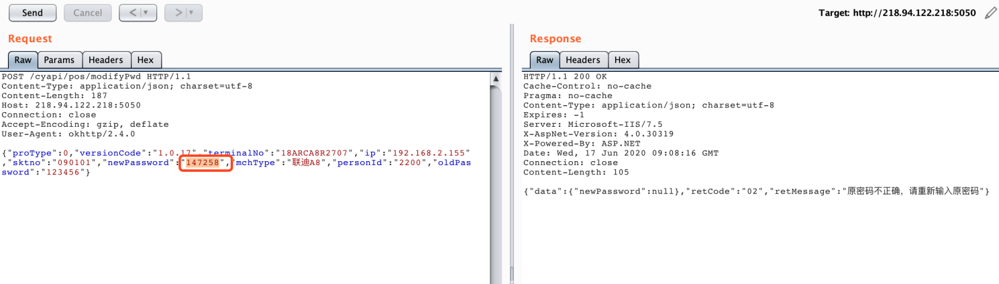 Send Cancel < ▼ > ▼ Target: http://218.94.122.218:5050
Request
Raw Params Headers Hex
POST /cyapi/pos/modifyPwd HTTP/1.1
Content-Type: application/json; charset=utf-8
Content-Length: 187
Host: 218.94.122.218:5050
Connection: close
Accept-Encoding: gzip, deflate
User-Agent: okhttp/2.4.0
{"proType":0,"versionCode":"1.0.17","terminalNo":"18ARCA8R2707","ip":"192.168.2.155"
,"sktno":"090101","newPassword":"147258","mchType":"联迪A8","personId":"2200","oldPas
sword":"123456"}
Response
Raw Headers Hex
HTTP/1.1 200 OK
Cache-Control: no-cache
Pragma: no-cache
Content-Type: application/json; charset=utf-8
Expires: -1
Server: Microsoft-IIS/7.5
X-AspNet-Version: 4.0.30319
X-Powered-By: ASP.NET
Date: Wed, 17 Jun 2020 09:08:16 GMT
Connection: close
Content-Length: 105
{"data":{"newPassword":null},"retCode":"02","retMessage":"原密码不正确，请重新输入原密码"}